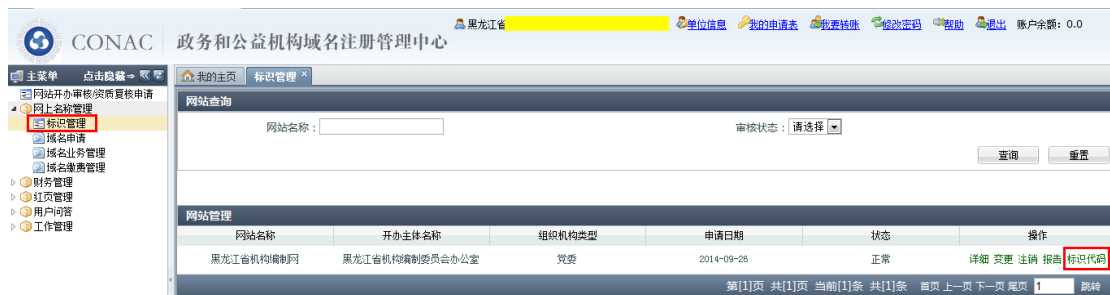 黑龙江省
单位信息 我的申请表 我要转账 修改密码 帮助 退出 账户余额：0.0
CONAC 政务和公益机构域名注册管理中心
主菜单 点击隐藏⇒
网站开办审核/资质复核申请
网上名称管理
标识管理
域名申请
域名业务管理
域名缴费管理
财务管理
红页管理
用户问答
工作管理
我的主页 标识管理 ×
网站查询
网站名称： 审核状态： 请选择
查询 重置
网站管理
网站名称 开办主体名称 组织机构类型 申请日期 状态 操作
黑龙江省机构编制网 黑龙江省机构编制委员会办公室 党委 2014-09-26 正常 详细 变更 注销 报告 标识代码
第[1]页 共[1]页 当前[1]条 共[1]条 首页 上一页 下一页 尾页 1 跳转